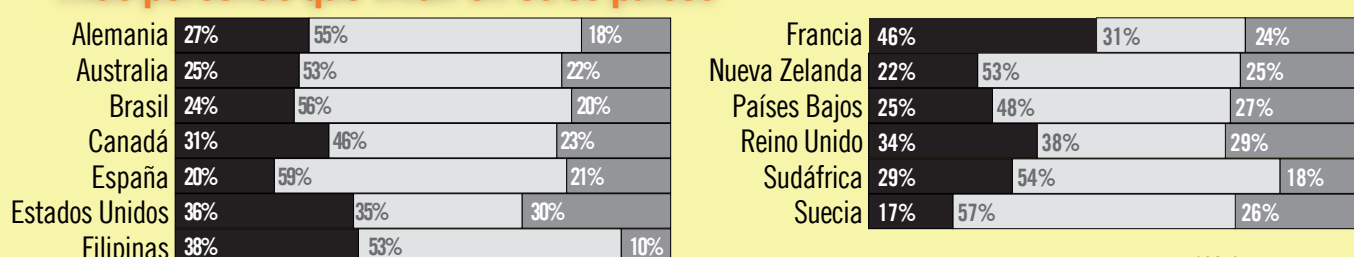 que
Alemania 27% 55% 18%
Australia 25% 53% 22%
Brasil 24% 56% 20%
Canadá 31% 46% 23%
España 20% 59% 21%
Estados Unidos 36% 35% 30%
Filipinas 38% 53% 10%
Francia 46% 31% 24%
Nueva Zelanda 22% 53% 25%
Países Bajos 25% 48% 27%
Reino Unido 34% 38% 29%
Sudáfrica 29% 54% 18%
Suecia 17% 57% 26%